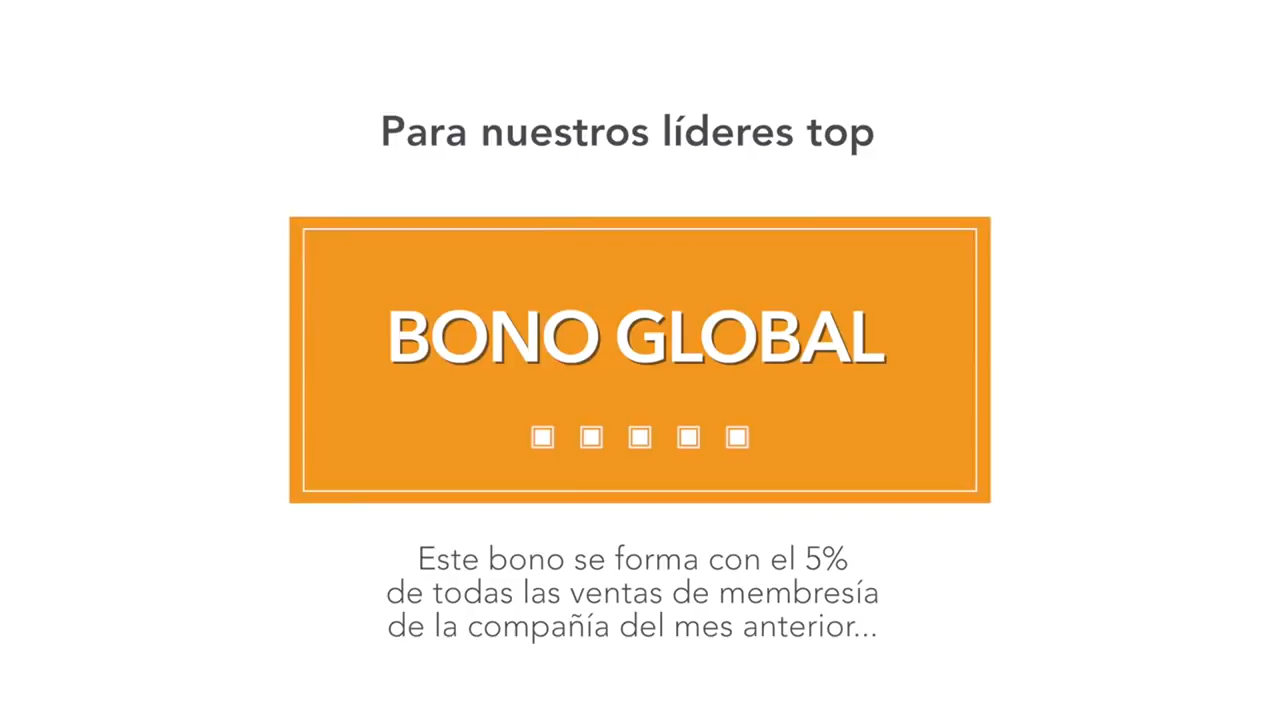 Para nuestros líderes top
BONO GLOBAL
Este bono se forma con el 5%
de todas las ventas de membresía
de la compañía del mes anterior...